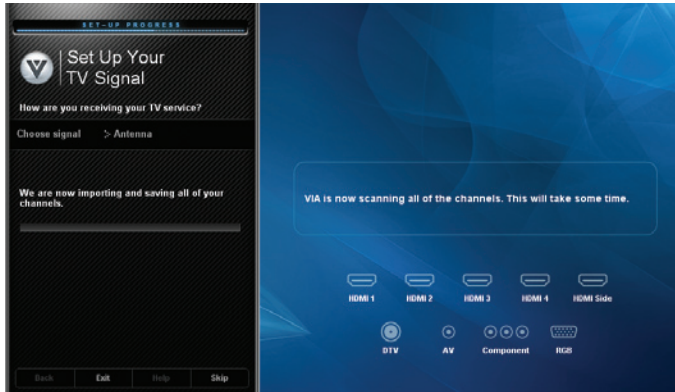 SET-UP PROGRESS
Set Up Your
TV Signal
How are you receiving your TV service?
Choose signal > Antenna
We are now importing and saving all of your
channels.
Back Exit Help Skip
VIA is now scanning all of the channels. This will take some time.
HDMI 1 HDMI 2 HDMI 3 HDMI 4 HDMI Side
DTV AV Component RGB